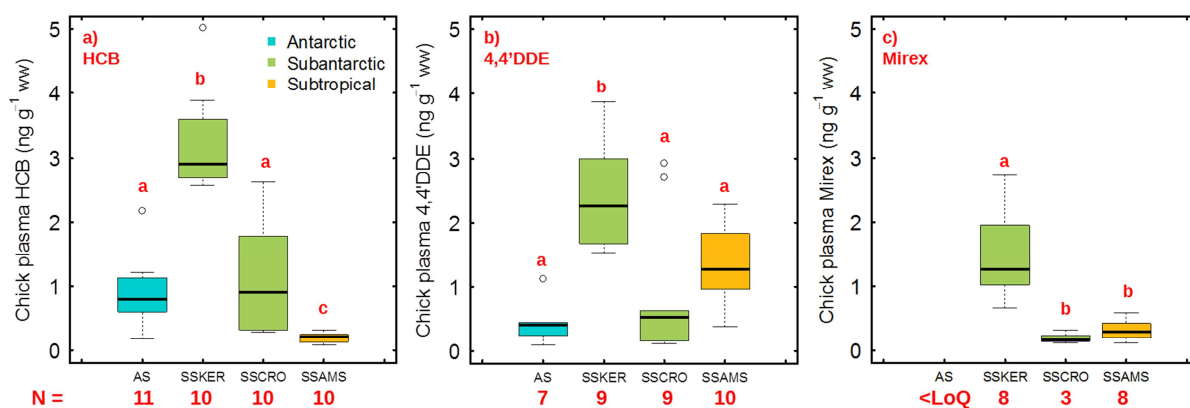 a)
HCB
Antarctic
Subantarctic
Subtropical
Chick plasma HCB (ng g⁻¹ ww)
5
4
3
2
1
0
a
b
a
c
AS SSKER SSCRO SSAMS
N = 11 10 10 10
b)
4,4'DDE
Chick plasma 4,4'DDE (ng g⁻¹ ww)
5
4
3
2
1
0
a
b
a
a
AS SSKER SSCRO SSAMS
7 9 9 10
c)
Mirex
Chick plasma Mirex (ng g⁻¹ ww)
5
4
3
2
1
0
a
b
b
AS SSKER SSCRO SSAMS
<LoQ 8 3 8